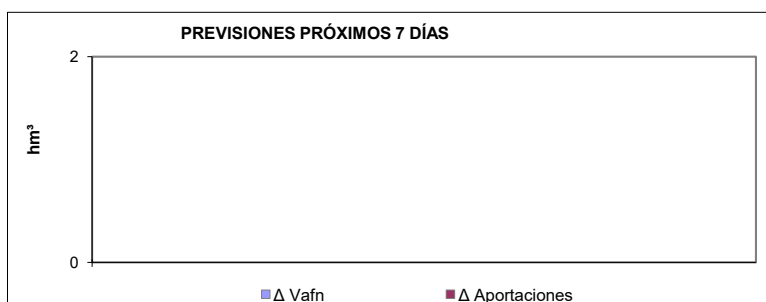 PREVISIONES PRÓXIMOS 7 DÍAS
2
hm³
0
Δ Vafn Δ Aportaciones